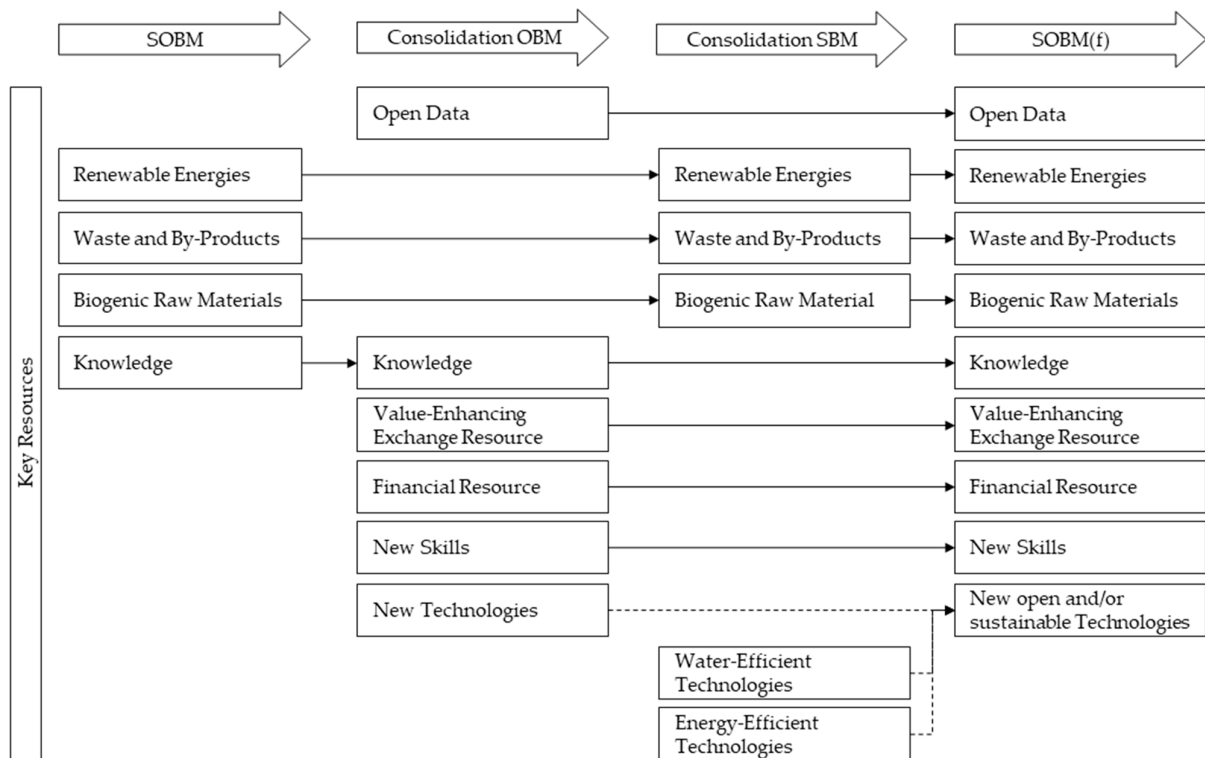 SOBM
Consolidation OBM
Consolidation SBM
SOBM(f)
Key Resources
Open Data
Open Data
Renewable Energies
Renewable Energies
Renewable Energies
Waste and By-Products
Waste and By-Products
Waste and By-Products
Biogenic Raw Materials
Biogenic Raw Material
Biogenic Raw Materials
Knowledge
Knowledge
Knowledge
Value-Enhancing
Exchange Resource
Value-Enhancing
Exchange Resource
Financial Resource
Financial Resource
New Skills
New Skills
New Technologies
New open and/or
sustainable Technologies
Water-Efficient
Technologies
Energy-Efficient
Technologies